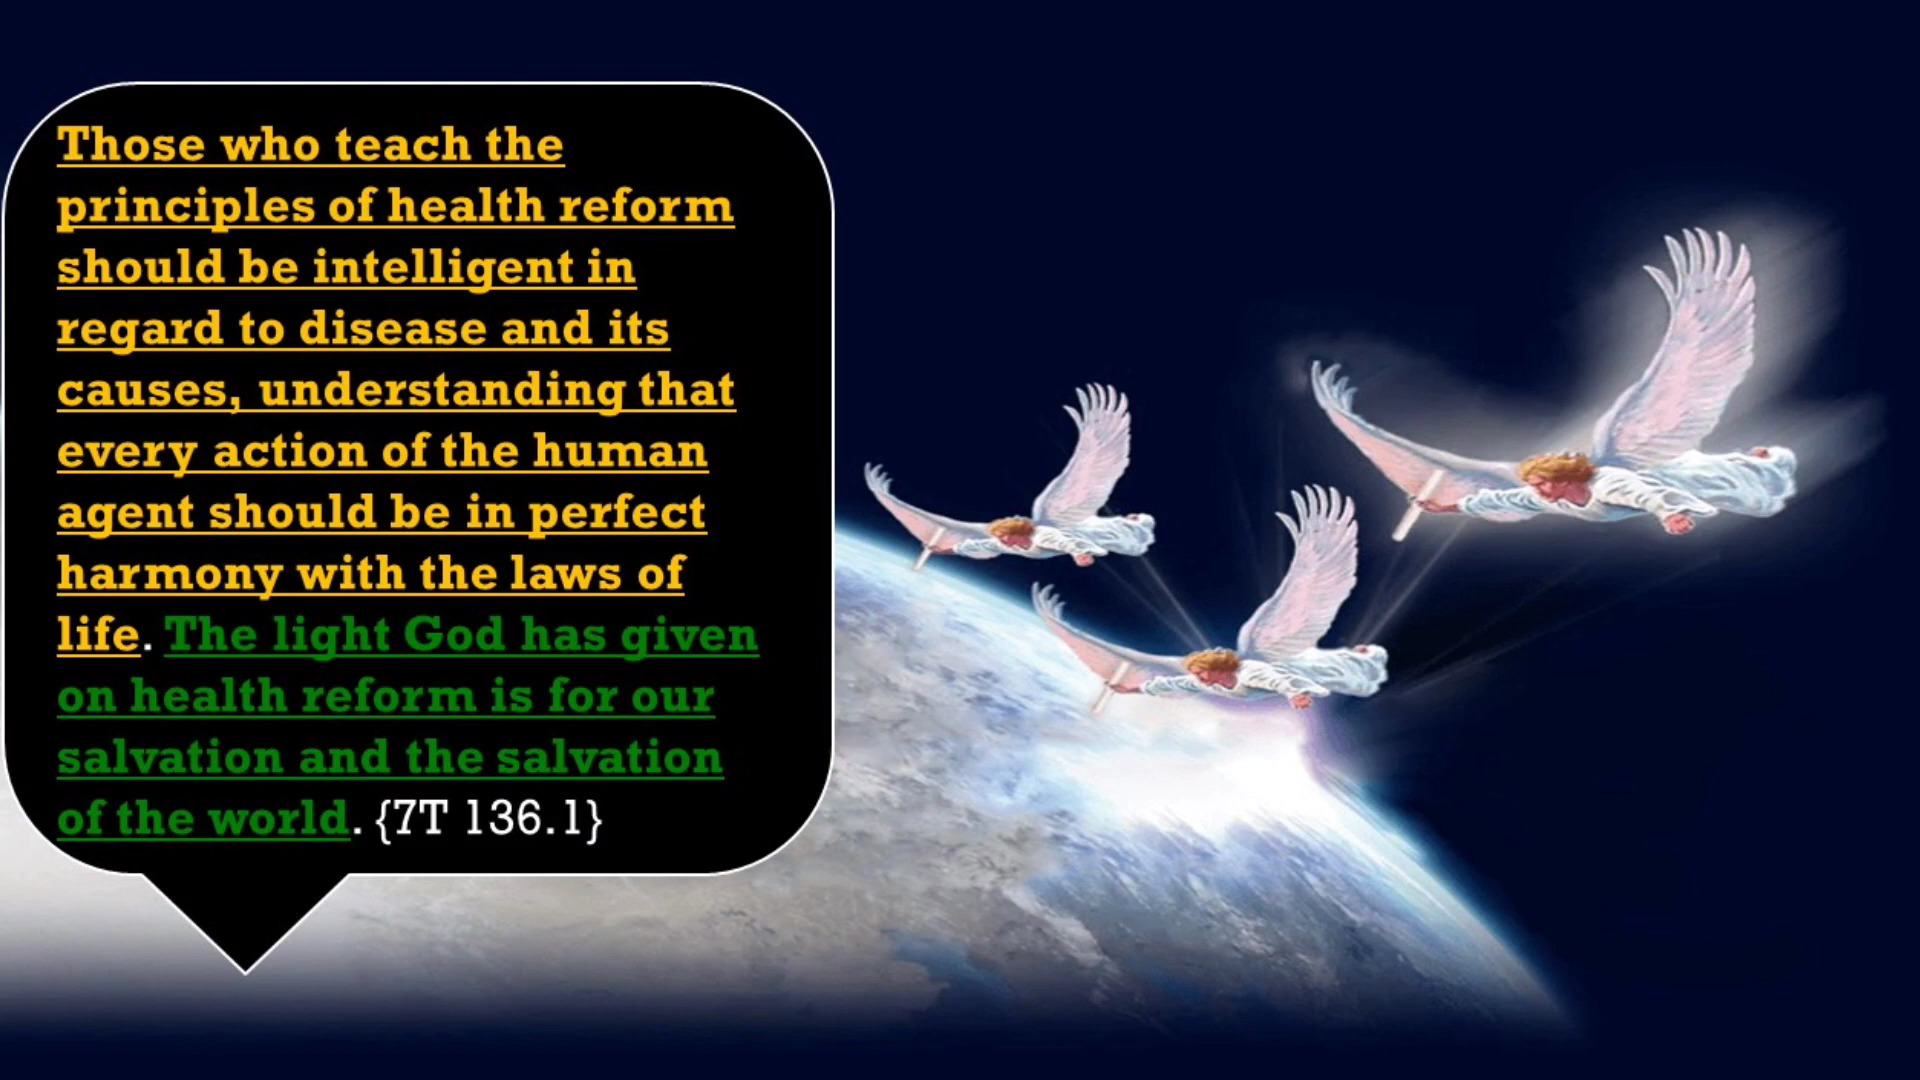 Those who teach the
principles of health reform
should be intelligent in
regard to disease and its
causes, understanding that
every action of the human
agent should be in perfect
harmony with the laws of
life. The light God has given
on health reform is for our
salvation and the salvation
of the world. {7T 136.1}